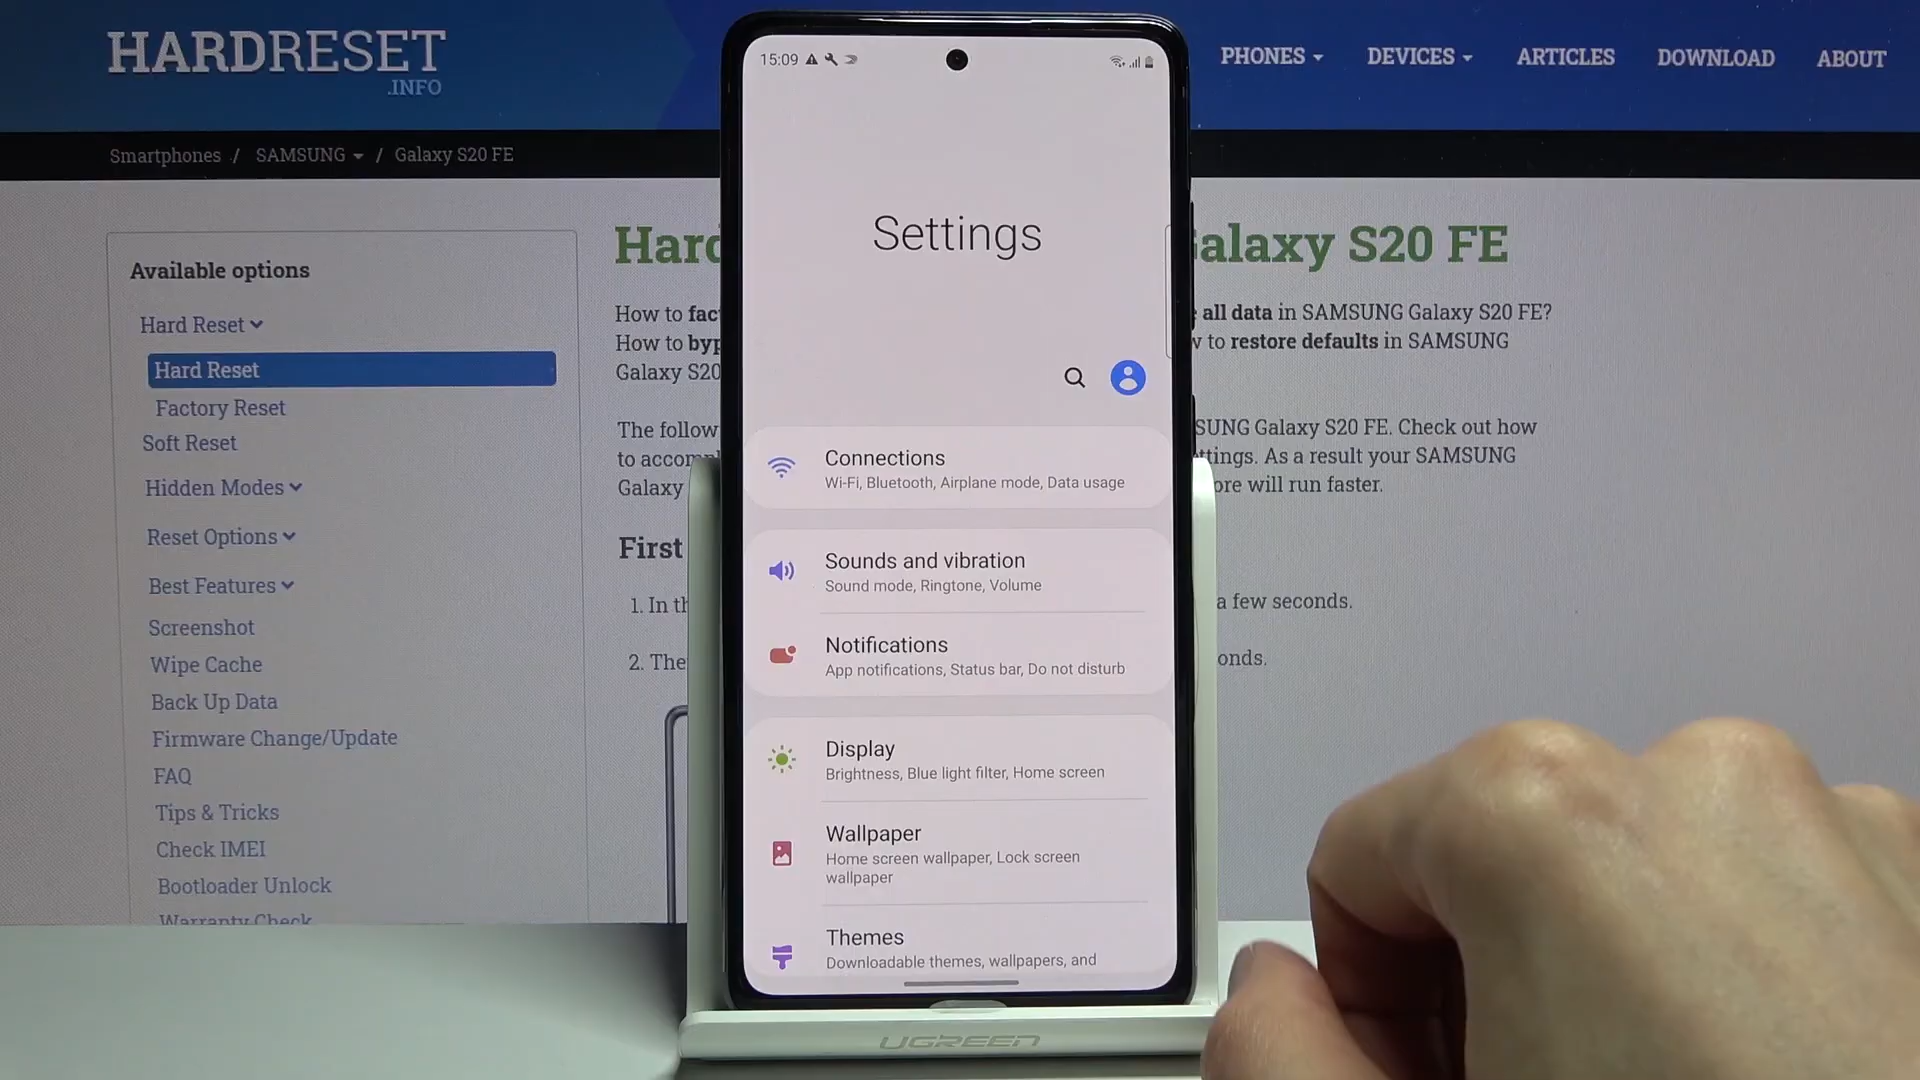 HARDRESET
.INFO
PHONES
DEVICES
ARTICLES
DOWNLOAD
ABOUT
Smartphones / SAMSUNG / Galaxy S20 FE
Available options
Hard Reset
Hard Reset
Factory Reset
Soft Reset
Hidden Modes
Reset Options
Best Features
Screenshot
Wipe Cache
Back Up Data
Firmware Change/Update
FAQ
Tips & Tricks
Check IMEI
Bootloader Unlock
Warranty Check
Hard
alaxy S20 FE
How to fac
all data in SAMSUNG Galaxy S20 FE?
How to byp
w to restore defaults in SAMSUNG
Galaxy S20
The follow
SUNG Galaxy S20 FE. Check out how
to accom
ttings. As a result your SAMSUNG
Galaxy
ore will run faster.
First
1. In th
a few seconds.
2. The
onds.
15:09
Settings
Connections
Wi-Fi, Bluetooth, Airplane mode, Data usage
Sounds and vibration
Sound mode, Ringtone, Volume
Notifications
App notifications, Status bar, Do not disturb
Display
Brightness, Blue light filter, Home screen
Wallpaper
Home screen wallpaper, Lock screen
wallpaper
Themes
Downloadable themes, wallpapers, and
UGREEN